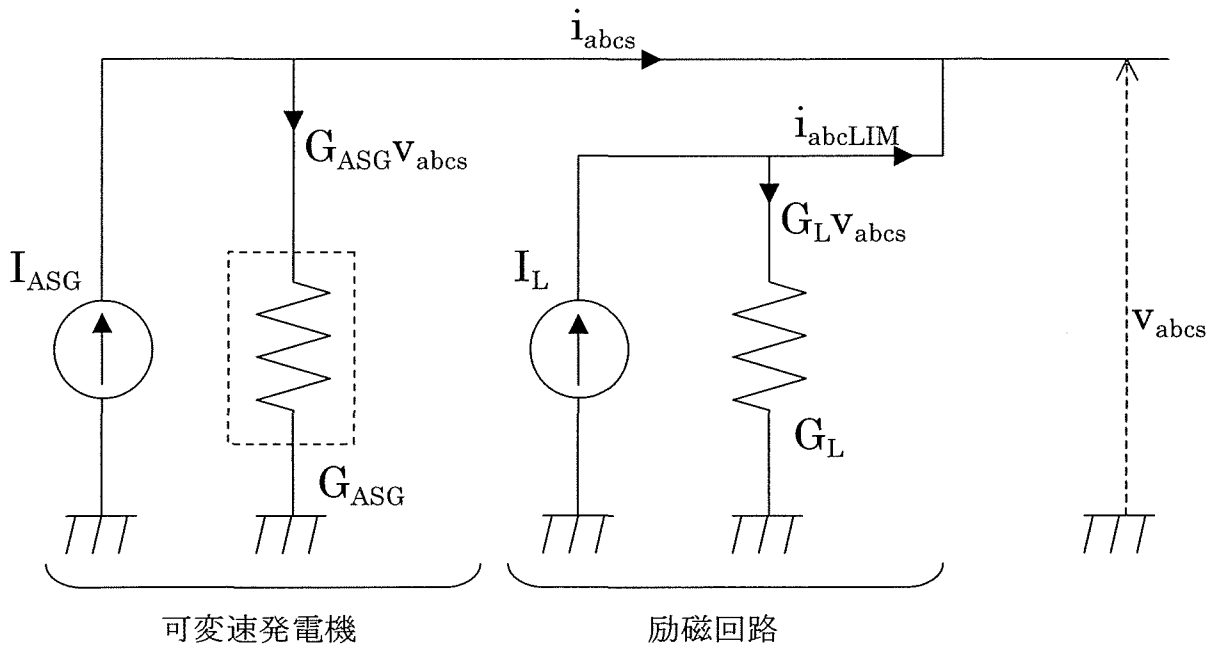 i_abcs
i_abcLIM
G_ASG v_abcs
G_L v_abcs
I_ASG
I_L
v_abcs
G_L
G_ASG
可変速発電機
励磁回路